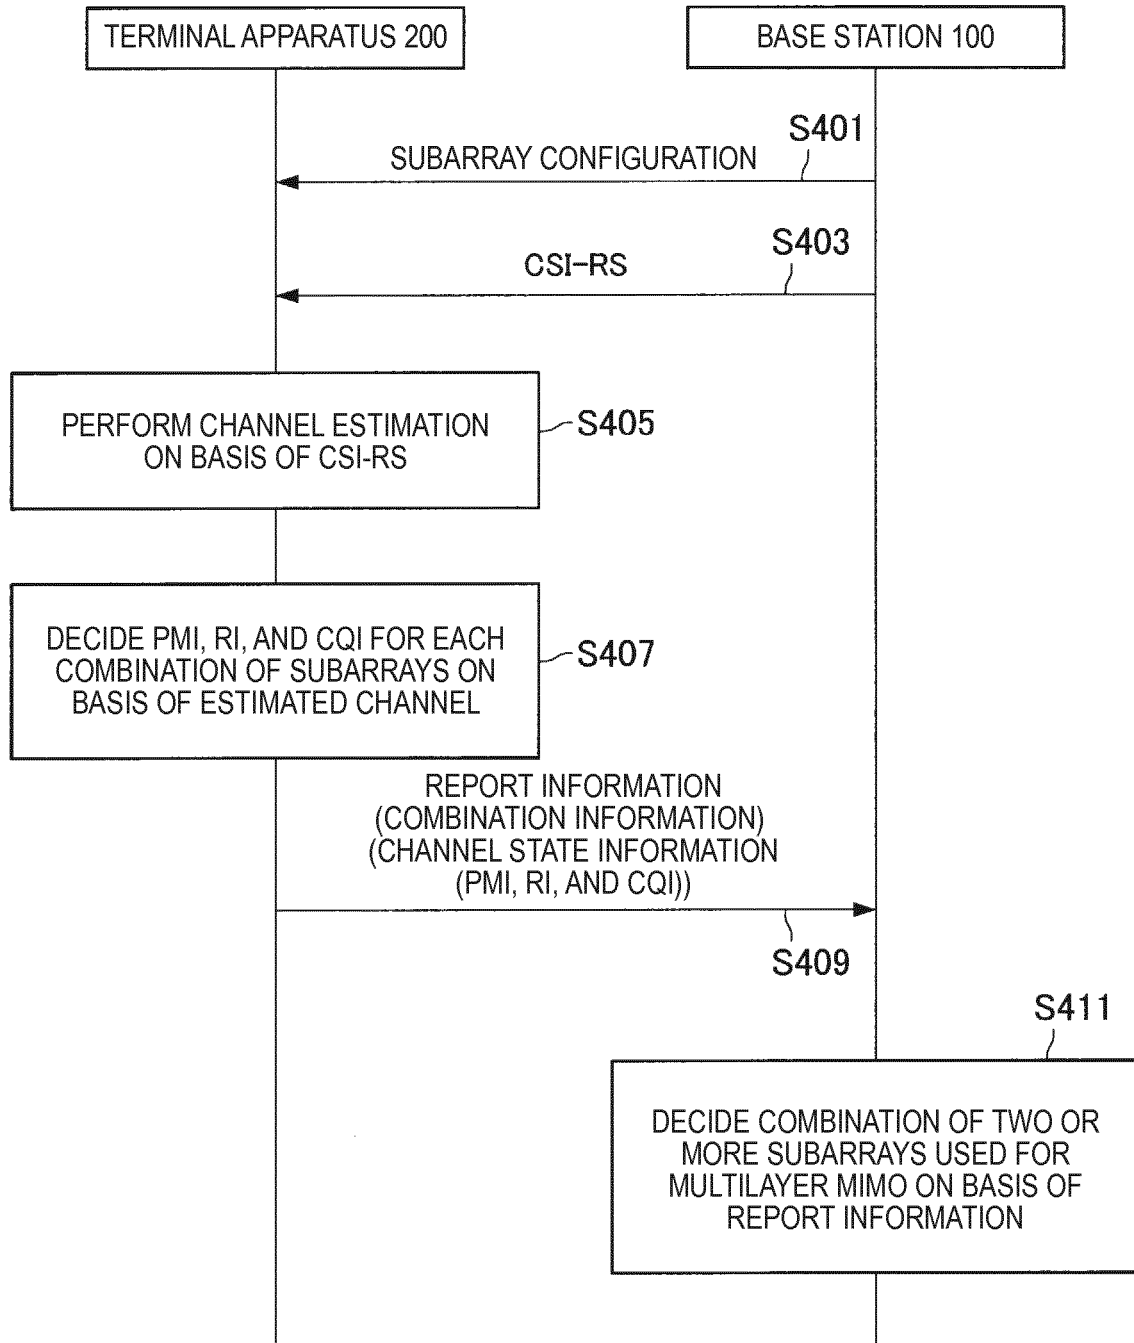 TERMINAL APPARATUS 200
BASE STATION 100
S401
SUBARRAY CONFIGURATION
S403
CSI-RS
PERFORM CHANNEL ESTIMATION
ON BASIS OF CSI-RS
S405
DECIDE PMI, RI, AND CQI FOR EACH
COMBINATION OF SUBARRAYS ON
BASIS OF ESTIMATED CHANNEL
S407
REPORT INFORMATION
(COMBINATION INFORMATION)
(CHANNEL STATE INFORMATION
(PMI, RI, AND CQI))
S409
S411
DECIDE COMBINATION OF TWO OR
MORE SUBARRAYS USED FOR
MULTILAYER MIMO ON BASIS OF
REPORT INFORMATION